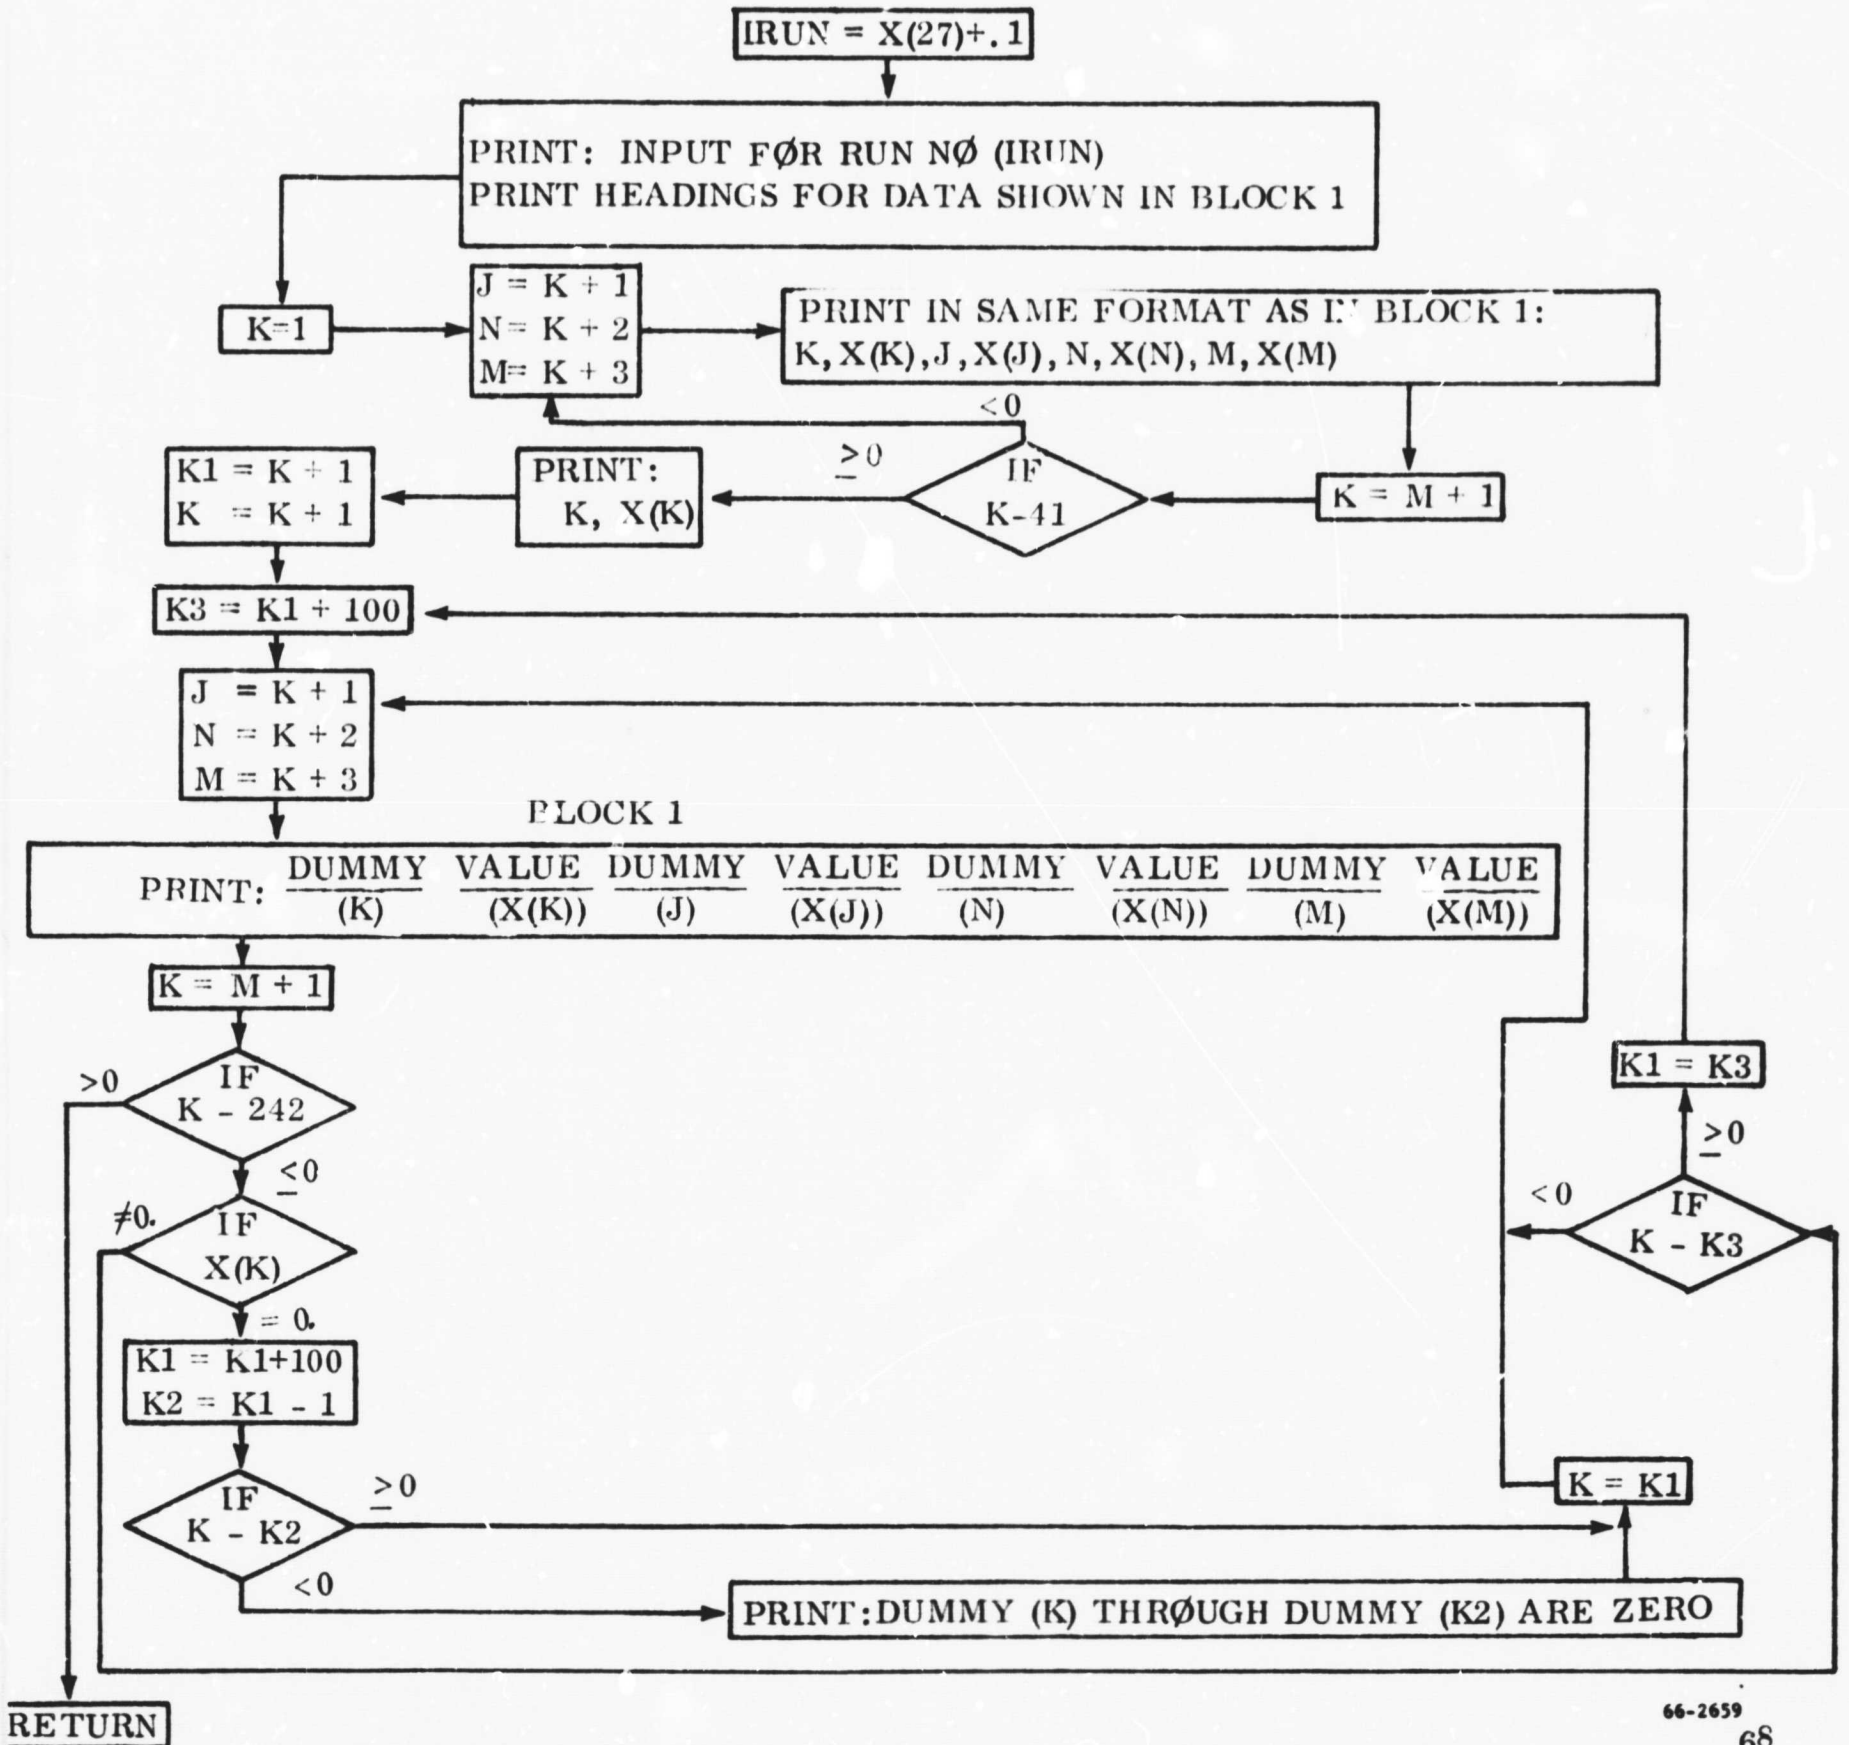 IRUN = X(27)+.1
PRINT: INPUT FØR RUN NØ (IRUN)
PRINT HEADINGS FOR DATA SHOWN IN BLOCK 1
K=1
J = K + 1
N = K + 2
M = K + 3
PRINT IN SAME FORMAT AS IN BLOCK 1:
K, X(K), J, X(J), N, X(N), M, X(M)
<0
K1 = K + 1
K = K + 1
PRINT:
K, X(K)
≥0
IF
K-41
K = M + 1
K3 = K1 + 100
J = K + 1
N = K + 2
M = K + 3
BLOCK 1
PRINT: DUMMY VALUE DUMMY VALUE DUMMY VALUE DUMMY VALUE
(K) (X(K)) (J) (X(J)) (N) (X(N)) (M) (X(M))
K = M + 1
>0
IF
K - 242
≤0
≠0.
IF
X(K)
= 0.
K1 = K1+100
K2 = K1 - 1
IF
K - K2
≥0
<0
PRINT:DUMMY (K) THRØUGH DUMMY (K2) ARE ZERO
K = K1
K1 = K3
≥0
<0
IF
K - K3
RETURN
66-2659
68